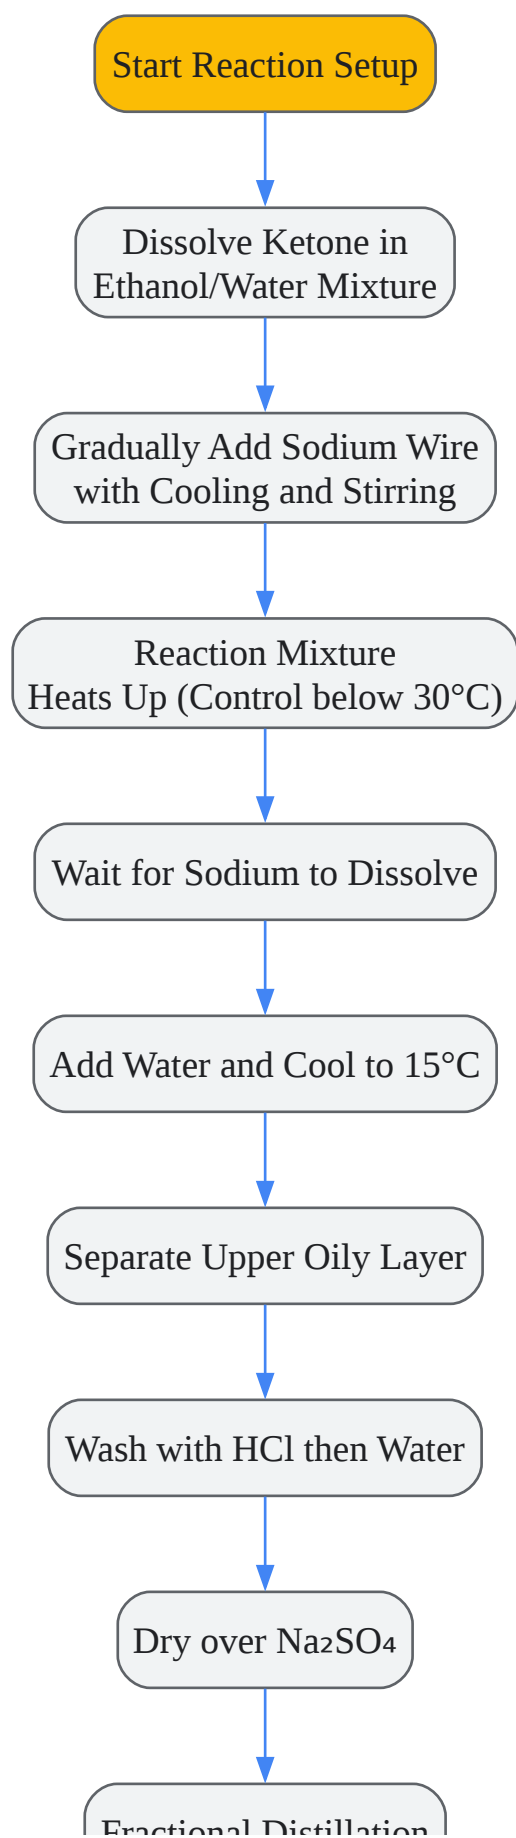 Start Reaction Setup
Dissolve Ketone in
Ethanol/Water Mixture
Gradually Add Sodium Wire
with Cooling and Stirring
Reaction Mixture
Heats Up (Control below 30°C)
Wait for Sodium to Dissolve
Add Water and Cool to 15°C
Separate Upper Oily Layer
Wash with HCl then Water
Dry over Na₂SO₄
Fractional Distillation